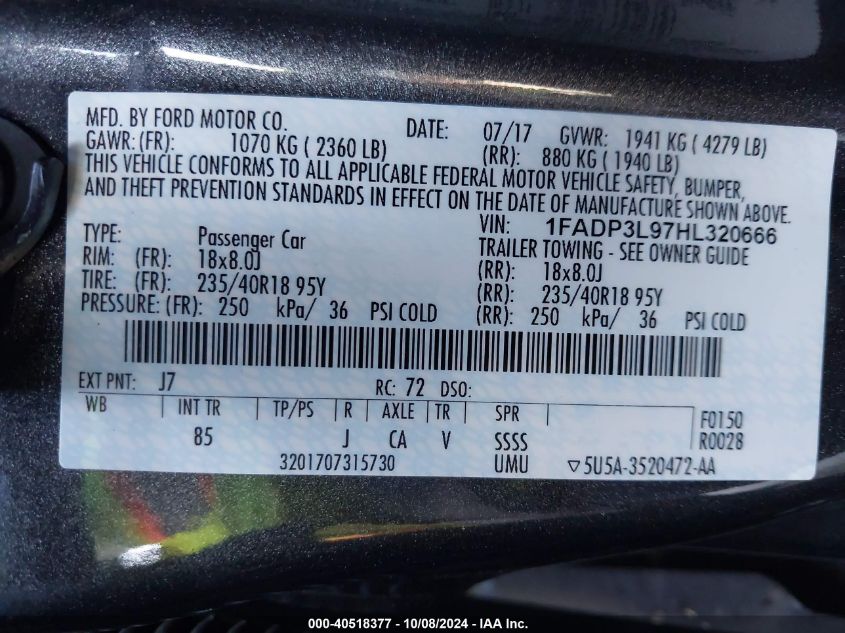 MFD. BY FORD MOTOR CO. DATE: 07/17 GVWR: 1941 KG ( 4279 LB)
GAWR: (FR): 1070 KG ( 2360 LB) (RR): 880 KG ( 1940 LB)
THIS VEHICLE CONFORMS TO ALL APPLICABLE FEDERAL MOTOR VEHICLE SAFETY, BUMPER,
AND THEFT PREVENTION STANDARDS IN EFFECT ON THE DATE OF MANUFACTURE SHOWN ABOVE.
VIN: 1FADP3L97HL320666
TYPE: Passenger Car TRAILER TOWING - SEE OWNER GUIDE
RIM: (FR): 18x8.0J (RR): 18x8.0J
TIRE: (FR): 235/40R18 95Y (RR): 235/40R18 95Y
PRESSURE: (FR): 250 kPa/ 36 PSI COLD (RR): 250 kPa/ 36 PSI COLD
EXT PNT: J7 RC: 72 DSO:
WB INT TR TP/PS R AXLE TR SPR F0150
85 J CA V SSSS R0028
3201707315730 UMU ▽5U5A-3520472-AA
000-40518377 - 10/08/2024 - IAA Inc.